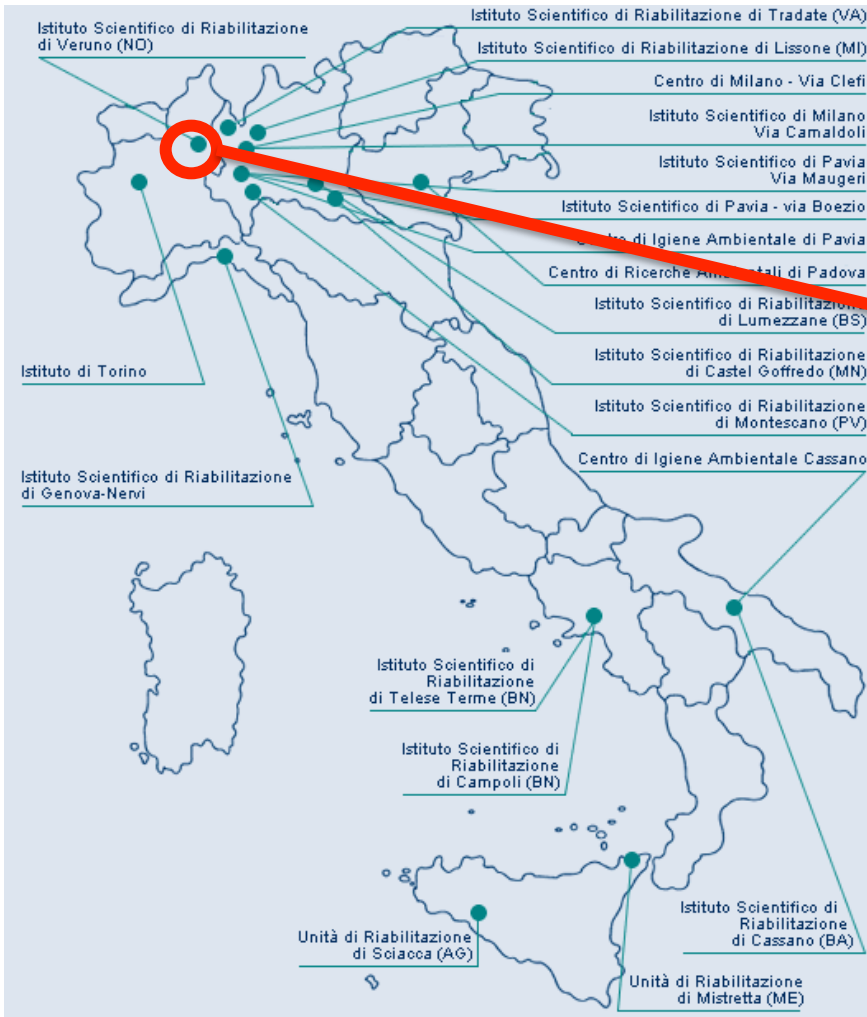 Istituto Scientifico di Riabilitazione di Tradate (VA)
Istituto Scientifico di Riabilitazione
di Veruno (NO)
Istituto Scientifico di Riabilitazione di Lissone (MI)
Centro di Milano - Via Clefi
Istituto Scientifico di Milano
Via Camaldoli
Istituto Scientifico di Pavia
Via Maugeri
Istituto Scientifico di Pavia - via Boezio
Centro di Igiene Ambientale di Pavia
Centro di Ricerche Ambientali di Padova
Istituto Scientifico di Riabilitazione
di Lumezzane (BS)
Istituto Scientifico di Riabilitazione
di Castel Goffredo (MN)
Istituto di Torino
Istituto Scientifico di Riabilitazione
di Montescano (PV)
Centro di Igiene Ambientale Cassano
Istituto Scientifico di Riabilitazione
di Genova-Nervi
Istituto Scientifico di
Riabilitazione
di Telese Terme (BN)
Istituto Scientifico di
Riabilitazione
di Campoli (BN)
Istituto Scientifico di
Riabilitazione
di Cassano (BA)
Unità di Riabilitazione
di Sciacca (AG)
Unità di Riabilitazione
di Mistretta (ME)